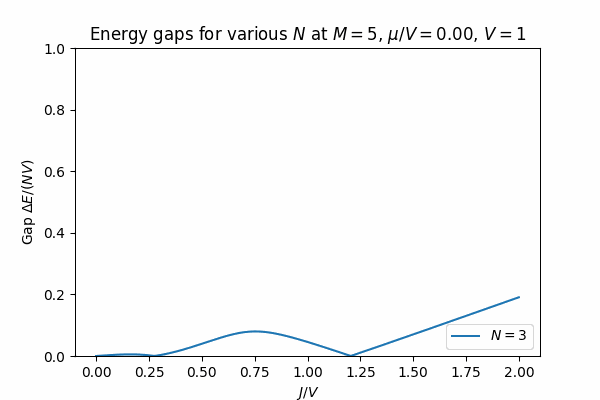 Energy gaps for various N at M = 5, μ/V = 0.00, V = 1
1.0
0.8
0.6
0.4
0.2
0.0
Gap ΔE/(NV)
N = 3
0.00 0.25 0.50 0.75 1.00 1.25 1.50 1.75 2.00
J/V